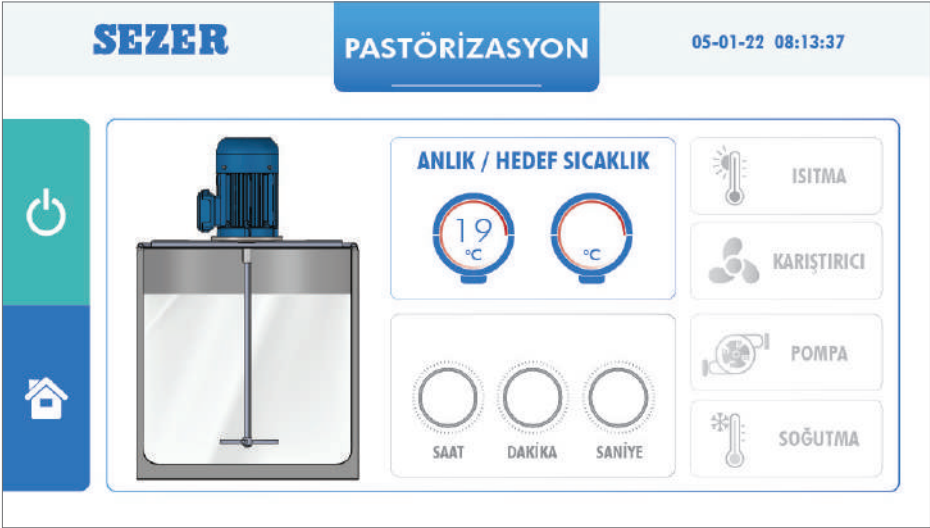 SEZER
PASTÖRİZASYON
05-01-22 08:13:37
ANLIK / HEDEF SICAKLIK
19
°C
°C
SAAT
DAKİKA
SANİYE
ISITMA
KARIŞTIRICI
POMPA
SOĞUTMA